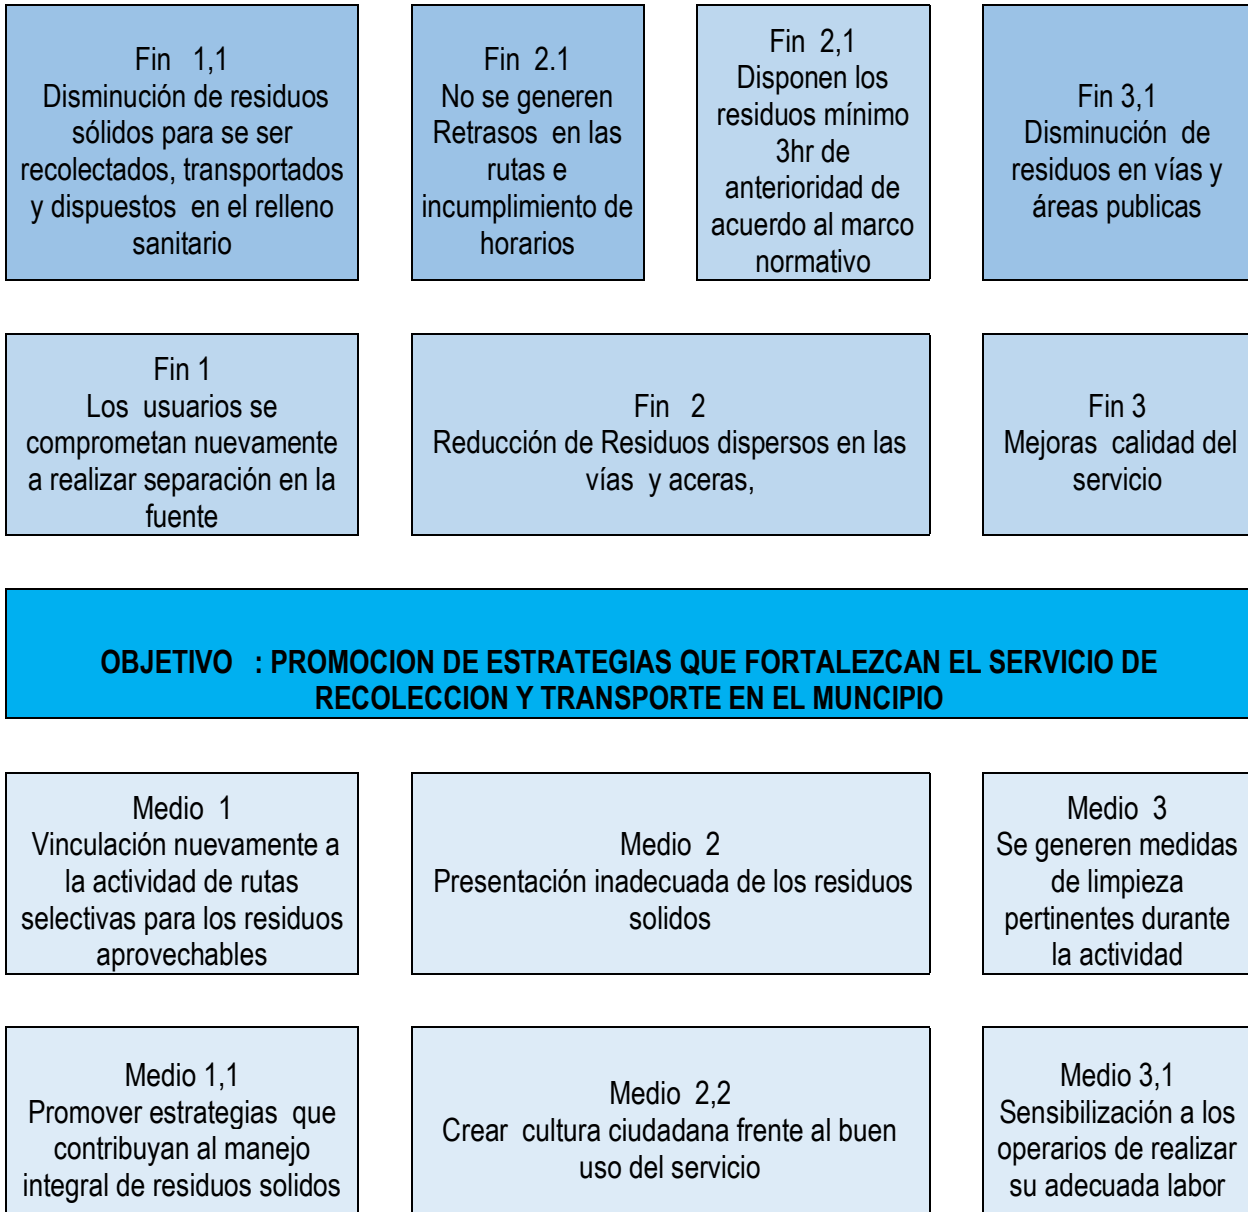 Fin 1,1
Disminución de residuos
sólidos para se ser
recolectados, transportados
y dispuestos en el relleno
sanitario
Fin 2.1
No se generen
Retrasos en las
rutas e
incumplimiento de
horarios
Fin 2,1
Disponen los
residuos mínimo
3hr de
anterioridad de
acuerdo al marco
normativo
Fin 3,1
Disminución de
residuos en vías y
áreas publicas
Fin 1
Los usuarios se
comprometan nuevamente
a realizar separación en la
fuente
Fin 2
Reducción de Residuos dispersos en las
vías y aceras,
Fin 3
Mejoras calidad del
servicio
OBJETIVO : PROMOCION DE ESTRATEGIAS QUE FORTALEZCAN EL SERVICIO DE
RECOLECCION Y TRANSPORTE EN EL MUNCIPIO
Medio 1
Vinculación nuevamente a
la actividad de rutas
selectivas para los residuos
aprovechables
Medio 2
Presentación inadecuada de los residuos
solidos
Medio 3
Se generen medidas
de limpieza
pertinentes durante
la actividad
Medio 1,1
Promover estrategias que
contribuyan al manejo
integral de residuos solidos
Medio 2,2
Crear cultura ciudadana frente al buen
uso del servicio
Medio 3,1
Sensibilización a los
operarios de realizar
su adecuada labor